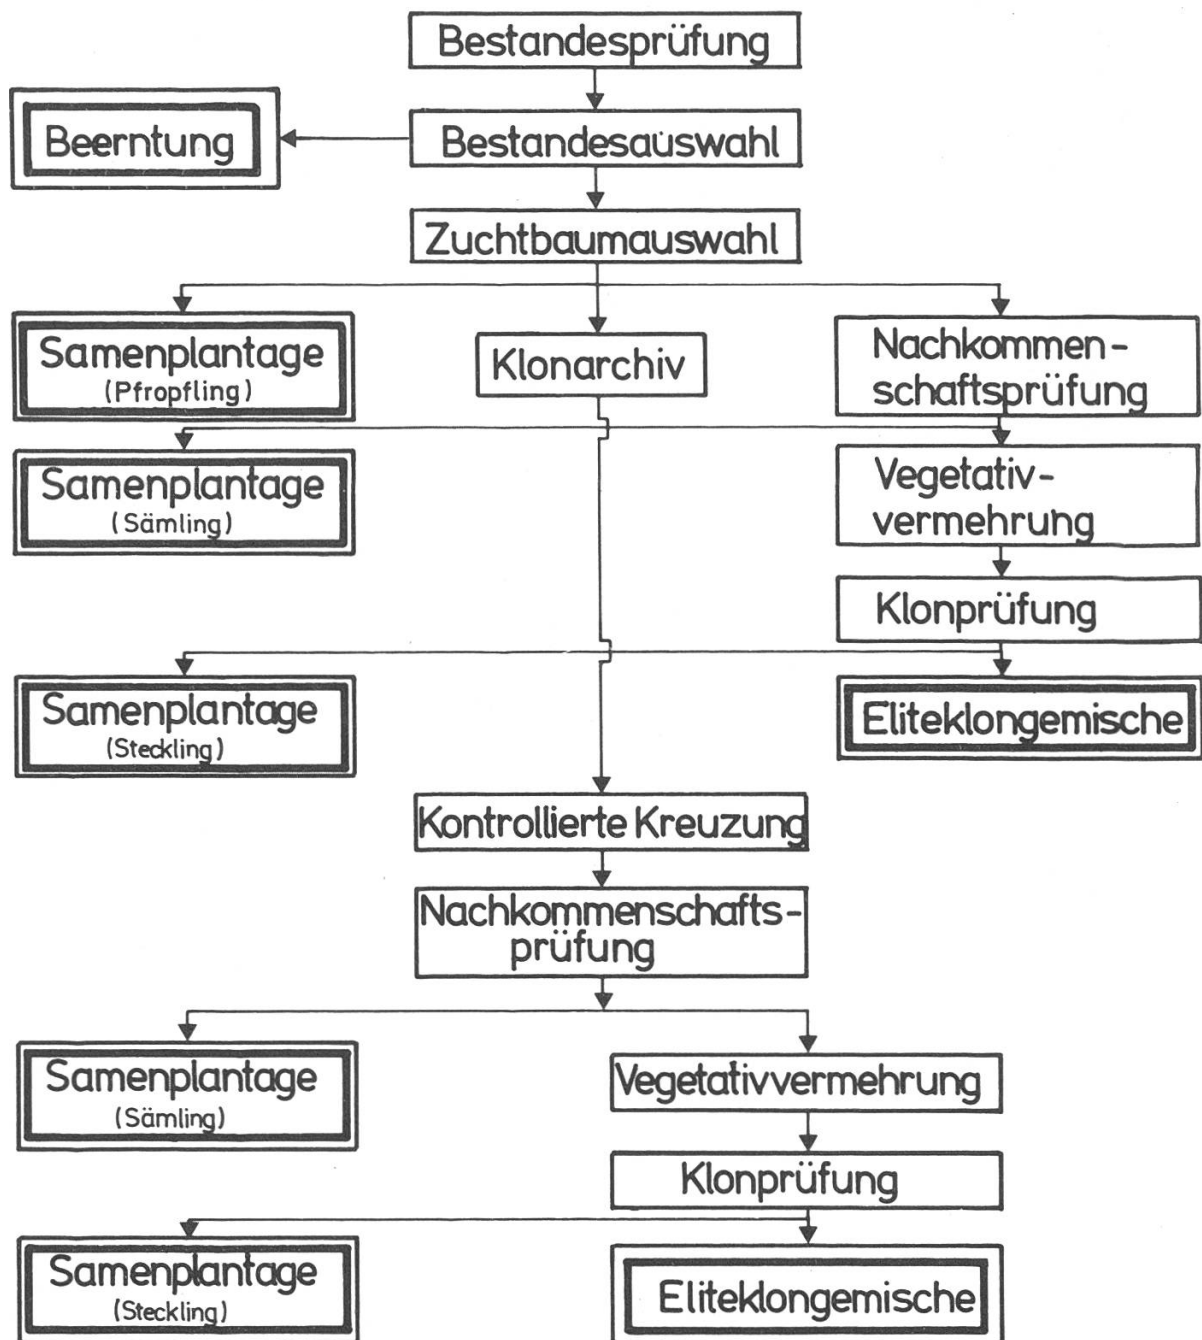 Bestandesprüfung
Beerntung
Bestandesauswahl
Zuchtbaumauswahl
Samenplantage
(Pfropfling)
Klonarchiv
Nachkommen-
schaftsprüfung
Samenplantage
(Sämling)
Vegetativ-
vermehrung
Klonprüfung
Samenplantage
(Steckling)
Eliteklongemische
Kontrollierte Kreuzung
Nachkommenschafts-
prüfung
Samenplantage
(Sämling)
Vegetativvermehrung
Klonprüfung
Samenplantage
(Steckling)
Eliteklongemische